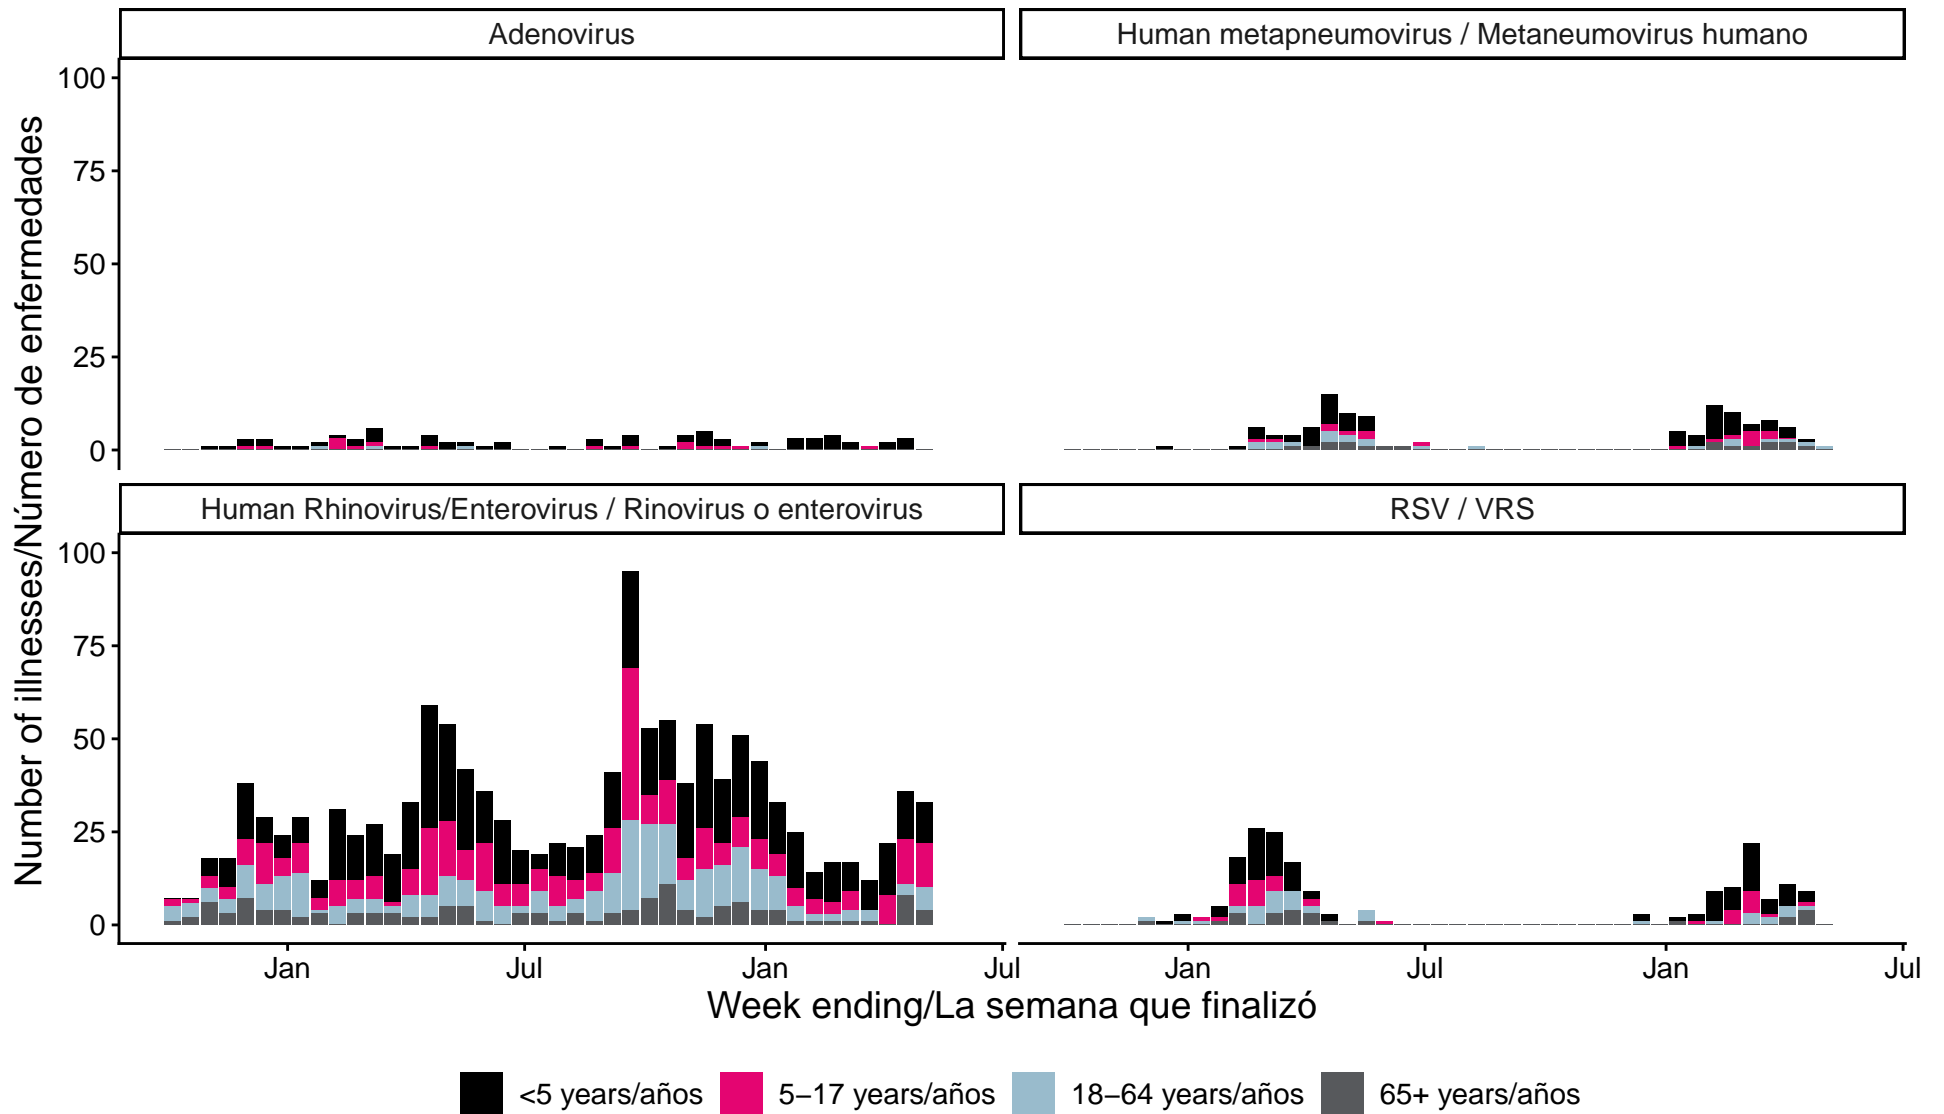 Adenovirus
Human metapneumovirus / Metaneumovirus humano
100
75
50
25
0
Human Rhinovirus/Enterovirus / Rinovirus o enterovirus
RSV / VRS
100
75
50
25
0
Number of illnesses/Número de enfermedades
Jan Jul Jan Jul
Jan Jul Jan Jul
Week ending/La semana que finalizó
<5 years/años 5–17 years/años 18–64 years/años 65+ years/años